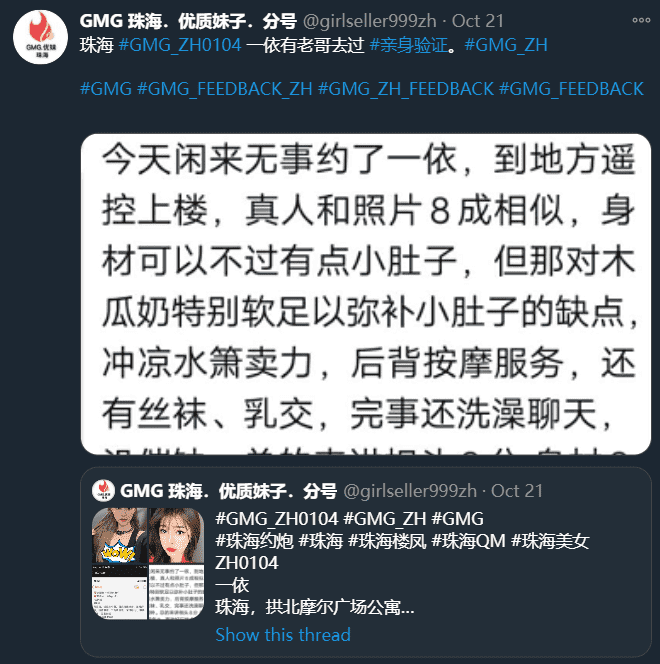 GMG 珠海．优质妹子．分号 @girlseller999zh · Oct 21
珠海 #GMG_ZH0104 一依有老哥去过 #亲身验证。#GMG_ZH
#GMG #GMG_FEEDBACK_ZH #GMG_ZH_FEEDBACK #GMG_FEEDBACK
GMG.优妹
珠海
今天闲来无事约了一依，到地方遥
控上楼，真人和照片８成相似，身
材可以不过有点小肚子，但那对木
瓜奶特别软足以弥补小肚子的缺点，
冲凉水箫卖力，后背按摩服务，还
有丝袜、乳交，完事还洗澡聊天，
GMG 珠海．优质妹子．分号 @girlseller999zh · Oct 21
#GMG_ZH0104 #GMG_ZH #GMG
#珠海约炮 #珠海 #珠海楼凤 #珠海QM #珠海美女
ZH0104
一依
珠海，拱北摩尔广场公寓...
Show this thread